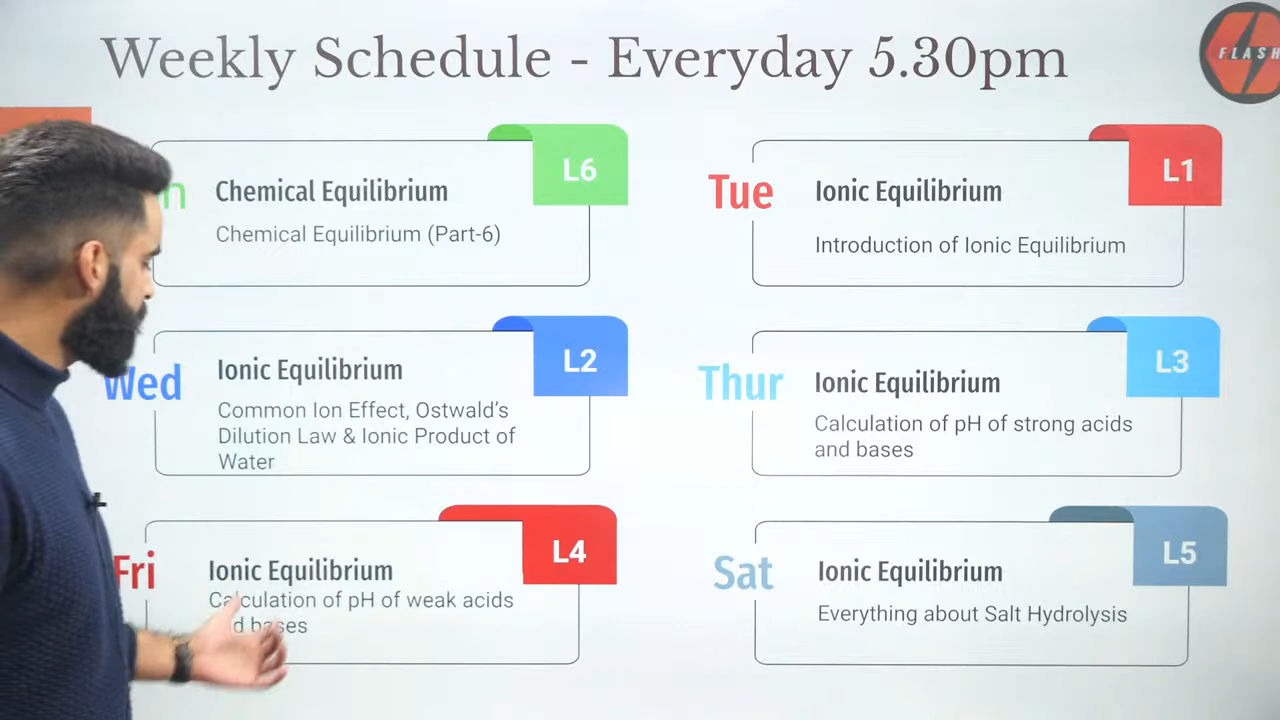 Weekly Schedule - Everyday 5.30pm
FLASH
L6
Chemical Equilibrium
Chemical Equilibrium (Part-6)
L1
Tue
Ionic Equilibrium
Introduction of Ionic Equilibrium
L2
Wed
Ionic Equilibrium
Common Ion Effect, Ostwald's
Dilution Law & Ionic Product of
Water
L3
Thur
Ionic Equilibrium
Calculation of pH of strong acids
and bases
L4
Fri
Ionic Equilibrium
Calculation of pH of weak acids
and bases
L5
Sat
Ionic Equilibrium
Everything about Salt Hydrolysis